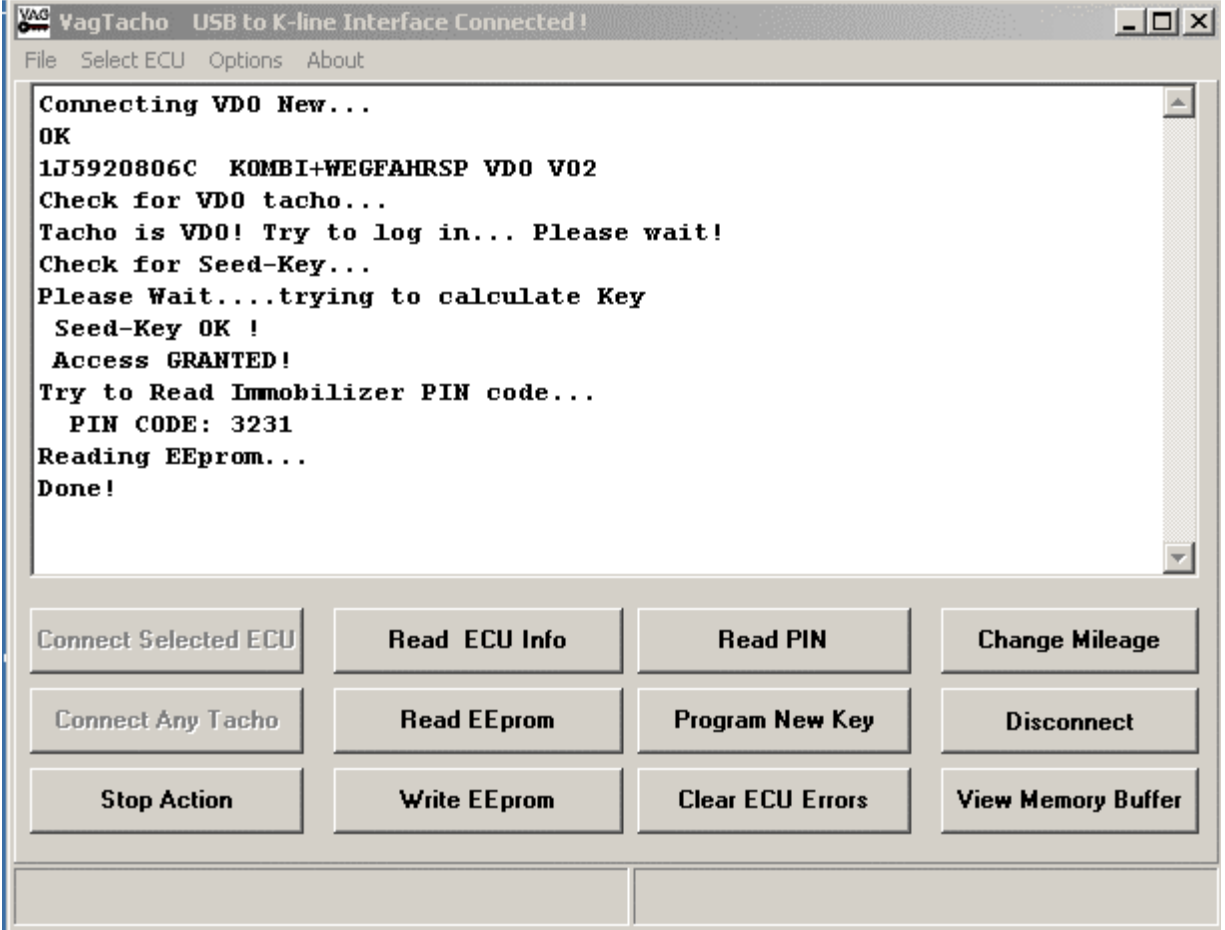 VAG VagTacho USB to K-line Interface Connected !
File Select ECU Options About
Connecting VDO New...
OK
1J5920806C KOMBI+WEGFAHRSP VDO V02
Check for VDO tacho...
Tacho is VDO! Try to log in... Please wait!
Check for Seed-Key...
Please Wait....trying to calculate Key
Seed-Key OK !
Access GRANTED!
Try to Read Immobilizer PIN code...
PIN CODE: 3231
Reading EEprom...
Done!
Connect Selected ECU Read ECU Info Read PIN Change Mileage
Connect Any Tacho Read EEprom Program New Key Disconnect
Stop Action Write EEprom Clear ECU Errors View Memory Buffer